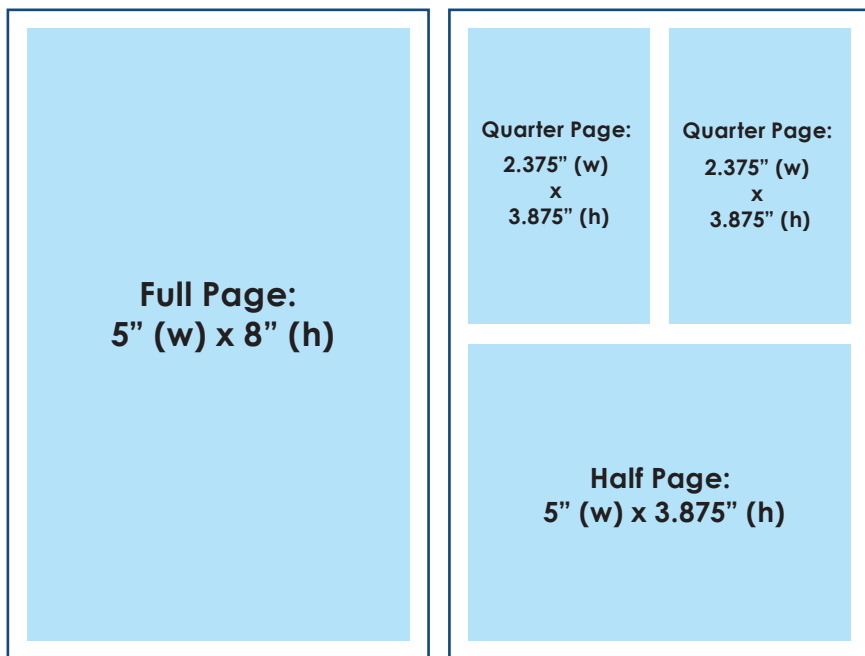 Full Page:
5” (w) x 8” (h)
Quarter Page:
2.375” (w)
x
3.875” (h)
Quarter Page:
2.375” (w)
x
3.875” (h)
Half Page:
5” (w) x 3.875” (h)